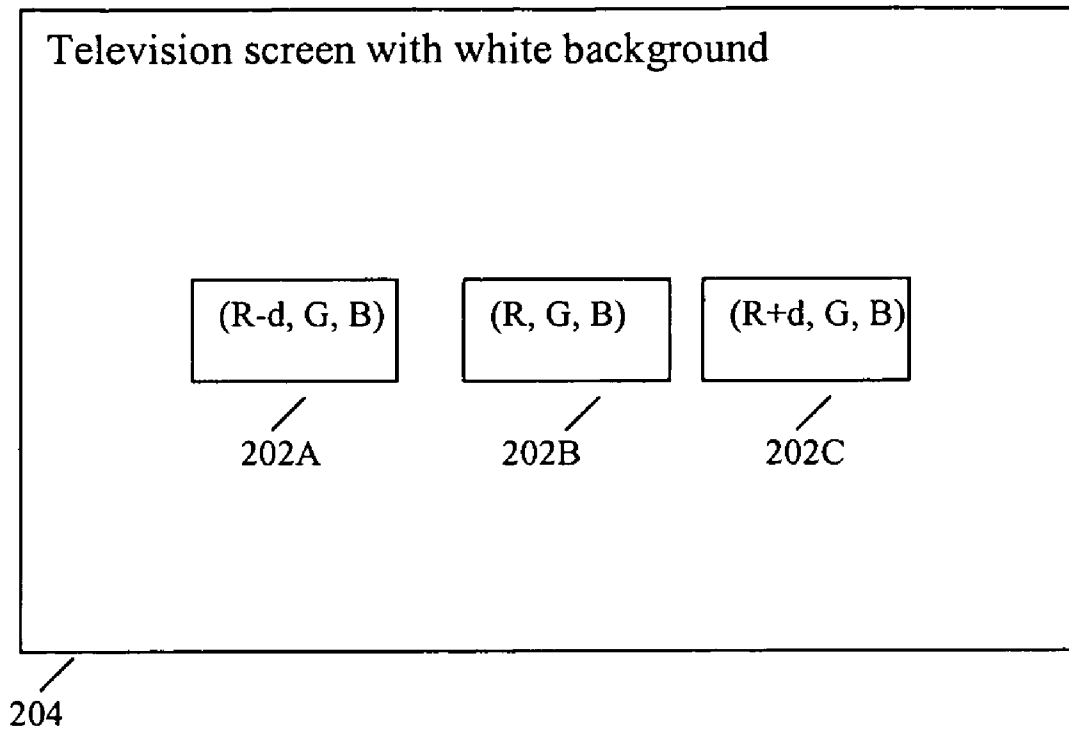 Television screen with white background
(R-d, G, B) (R, G, B) (R+d, G, B)
202A 202B 202C
204